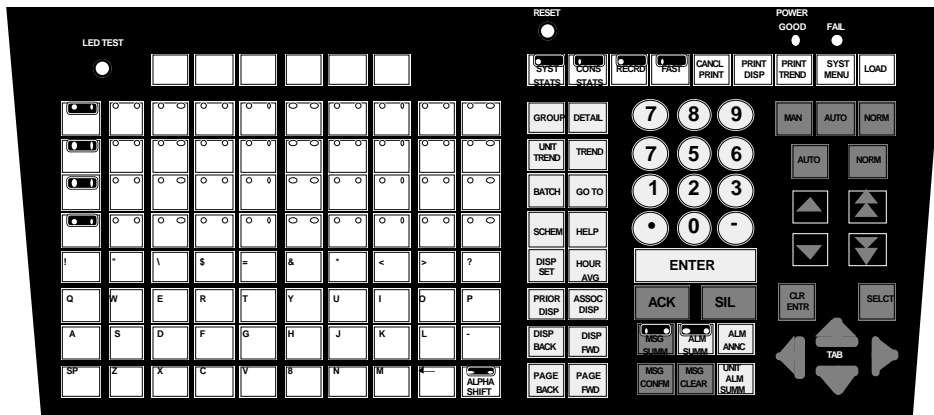 RESET
POWER
GOOD FAIL
LED TEST
SYST STATS
CONS STATS
RECRD
FAST
CANCL PRINT
PRINT DISP
PRINT TREND
SYST MENU
LOAD
GROUP DETAIL
7 8 9
MAN AUTO NORM
UNIT TREND
TREND
7 5 6
AUTO NORM
BATCH GO TO
1 2 3
SCHEM HELP
• 0 -
! " \ $ = & * < > ?
DISP SET
HOUR AVG
ENTER
Q W E R T Y U I O P
PRIOR DISP
ASSOC DISP
ACK SIL
CLR ENTR
SELCT
A S D F G H J K L -
DISP BACK
DISP FWD
MSG SUMM
ALM SUMM
ALM ANNC
TAB
SP Z X C V 8 N M ←
ALPHA SHIFT
PAGE BACK
PAGE FWD
MSG CONFM
MSG CLEAR
UNIT ALM SUMM